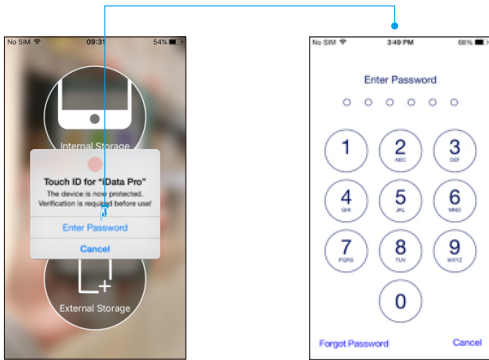 No SIM 09:31 54%
Internal Storage
Touch ID for "iData Pro"
The device is now protected.
Verification is required before use!
Enter Password
Cancel
External Storage
No SIM 3:49 PM 68%
Enter Password
1
2 ABC
3 DEF
4 GHI
5 JKL
6 MNO
7 PQRS
8 TUV
9 WXYZ
0
Forgot Password Cancel